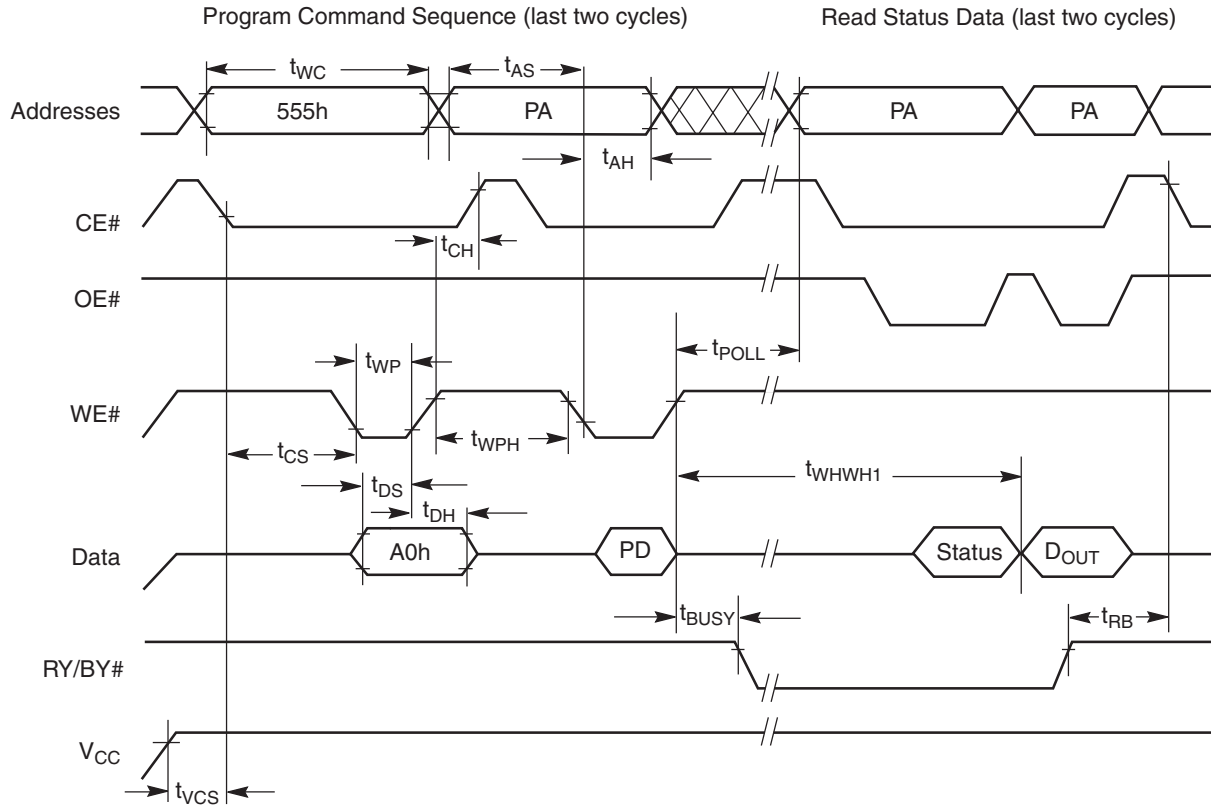 Program Command Sequence (last two cycles) Read Status Data (last two cycles)
tWC tAS
Addresses 555h PA PA PA
tAH
CE#
tCH
OE#
tPOLL
tWP
WE#
tWPH
tCS
tWHWH1
tDS
tDH
Data A0h PD Status DOUT
tBUSY tRB
RY/BY#
VCC
tVCS